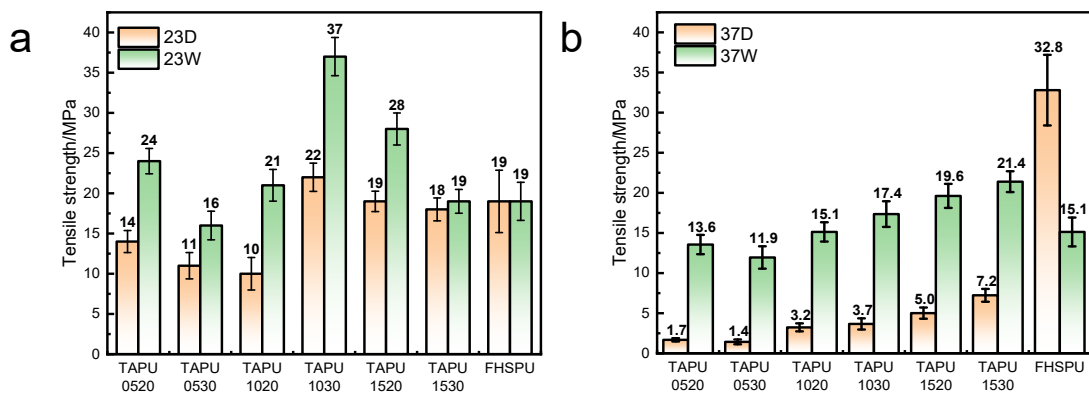 a
Tensile strength/MPa
40
35
30
25
20
15
10
5
0
23D
23W
14
24
11
16
10
21
22
37
19
28
18
19
19
19
TAPU
0520
TAPU
0530
TAPU
1020
TAPU
1030
TAPU
1520
TAPU
1530
FHSPU
b
Tensile strength/MPa
40
35
30
25
20
15
10
5
0
37D
37W
1.7
13.6
1.4
11.9
3.2
15.1
3.7
17.4
5.0
19.6
7.2
21.4
32.8
15.1
TAPU
0520
TAPU
0530
TAPU
1020
TAPU
1030
TAPU
1520
TAPU
1530
FHSPU